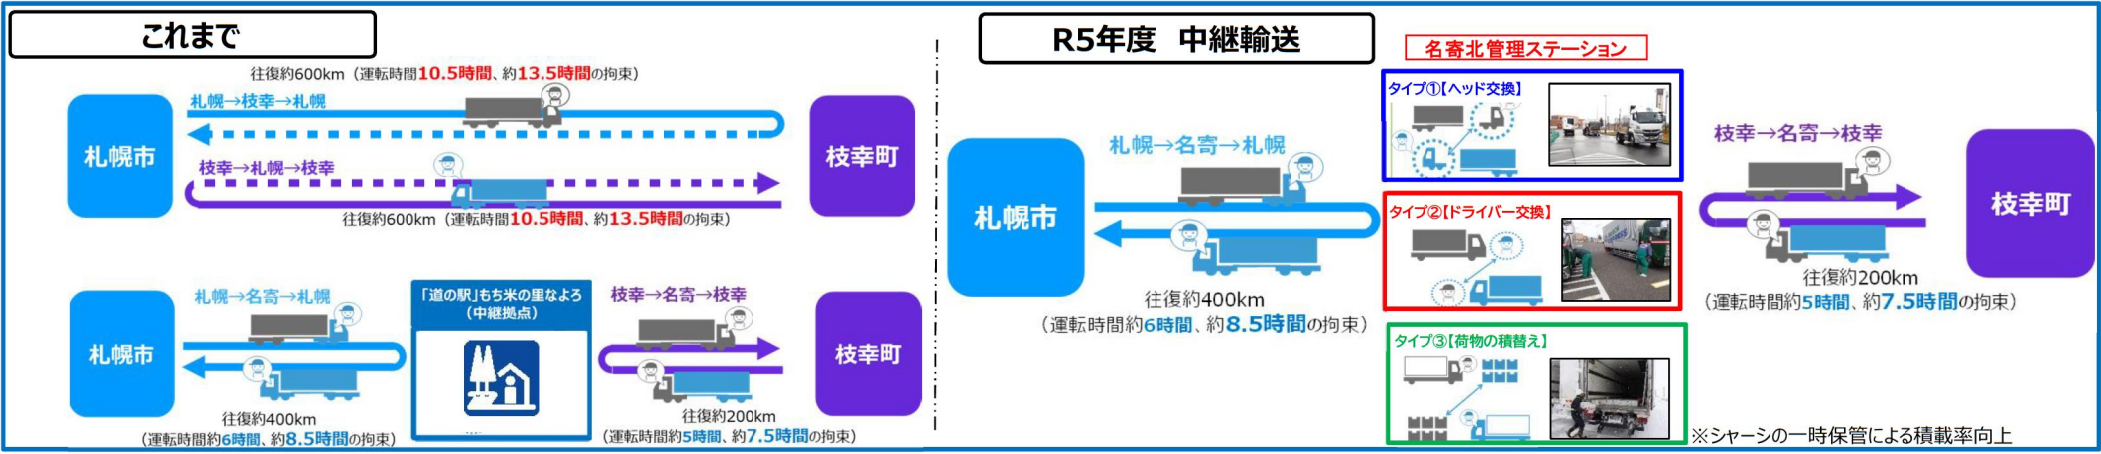 これまで
往復約600km（運転時間10.5時間、約13.5時間の拘束）
札幌→枝幸→札幌
札幌市
枝幸町
枝幸→札幌→枝幸
往復約600km（運転時間10.5時間、約13.5時間の拘束）
札幌→名寄→札幌
札幌市
往復約400km
（運転時間約6時間、約8.5時間の拘束）
「道の駅」もち米の里なよろ
（中継拠点）
枝幸→名寄→枝幸
枝幸町
往復約200km
（運転時間約5時間、約7.5時間の拘束）
R5年度　中継輸送
名寄北管理ステーション
札幌市
札幌→名寄→札幌
往復約400km
（運転時間約6時間、約8.5時間の拘束）
タイプ①【ヘッド交換】
タイプ②【ドライバー交換】
タイプ③【荷物の積替え】
枝幸→名寄→枝幸
枝幸町
往復約200km
（運転時間約5時間、約7.5時間の拘束）
※シャーシの一時保管による積載率向上